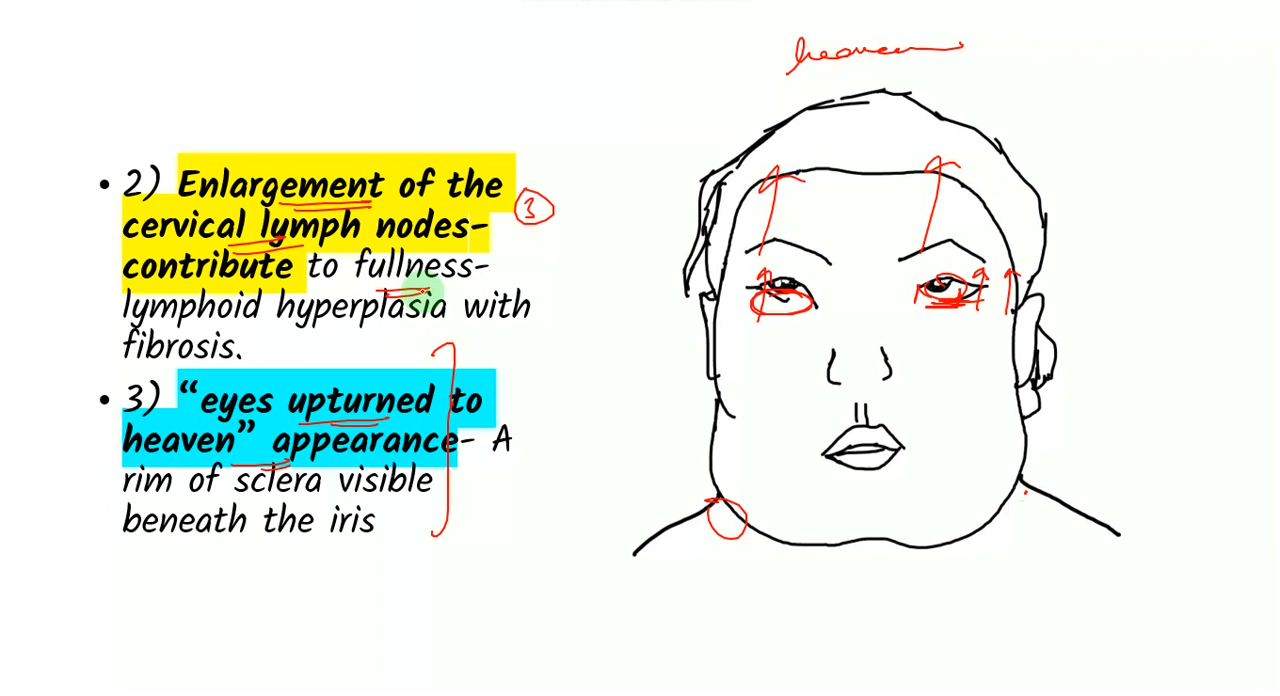 heaven
• 2) Enlargement of the
cervical lymph nodes-
contribute to fullness-
lymphoid hyperplasia with
fibrosis.
3
• 3) “eyes upturned to
heaven” appearance- A
rim of sclera visible
beneath the iris